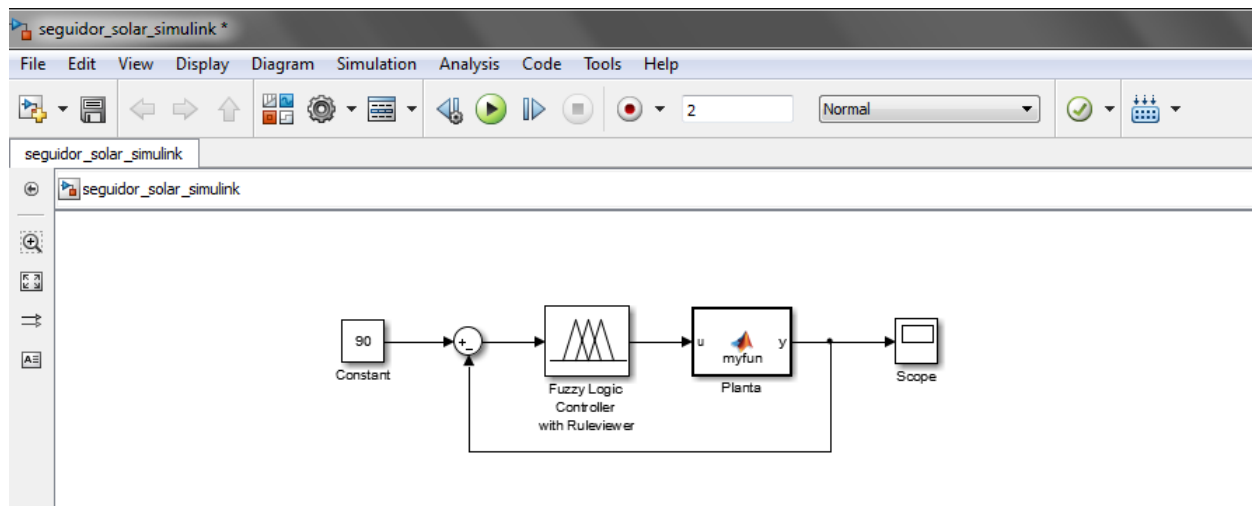 seguidor_solar_simulink *
File Edit View Display Diagram Simulation Analysis Code Tools Help
2 Normal
seguidor_solar_simulink
seguidor_solar_simulink
90
Constant
+
-
Fuzzy Logic
Controller
with Ruleviewer
u y
myfun
Planta
Scope